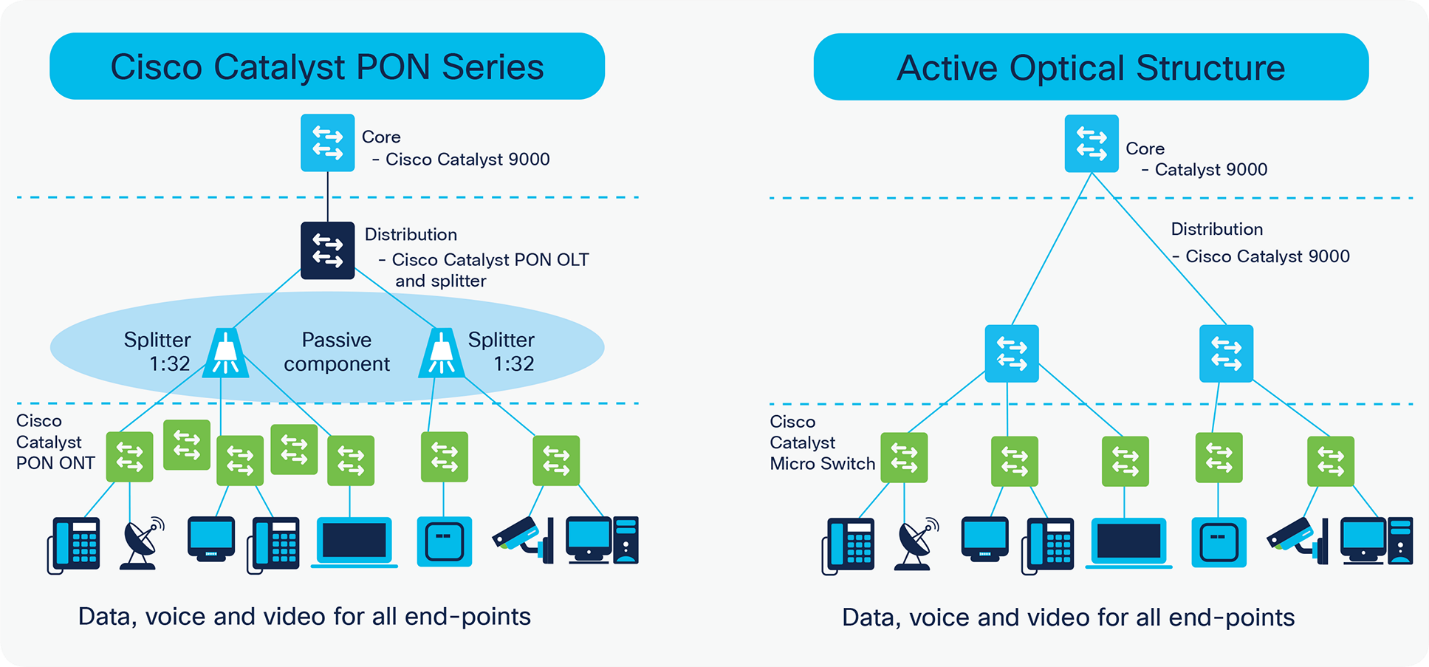 Cisco Catalyst PON Series
Core
- Cisco Catalyst 9000
Distribution
- Cisco Catalyst PON OLT
and splitter
Splitter
1:32
Passive
component
Splitter
1:32
Cisco
Catalyst
PON ONT
Data, voice and video for all end-points
Active Optical Structure
Core
- Catalyst 9000
Distribution
- Cisco Catalyst 9000
Cisco
Catalyst
Micro Switch
Data, voice and video for all end-points